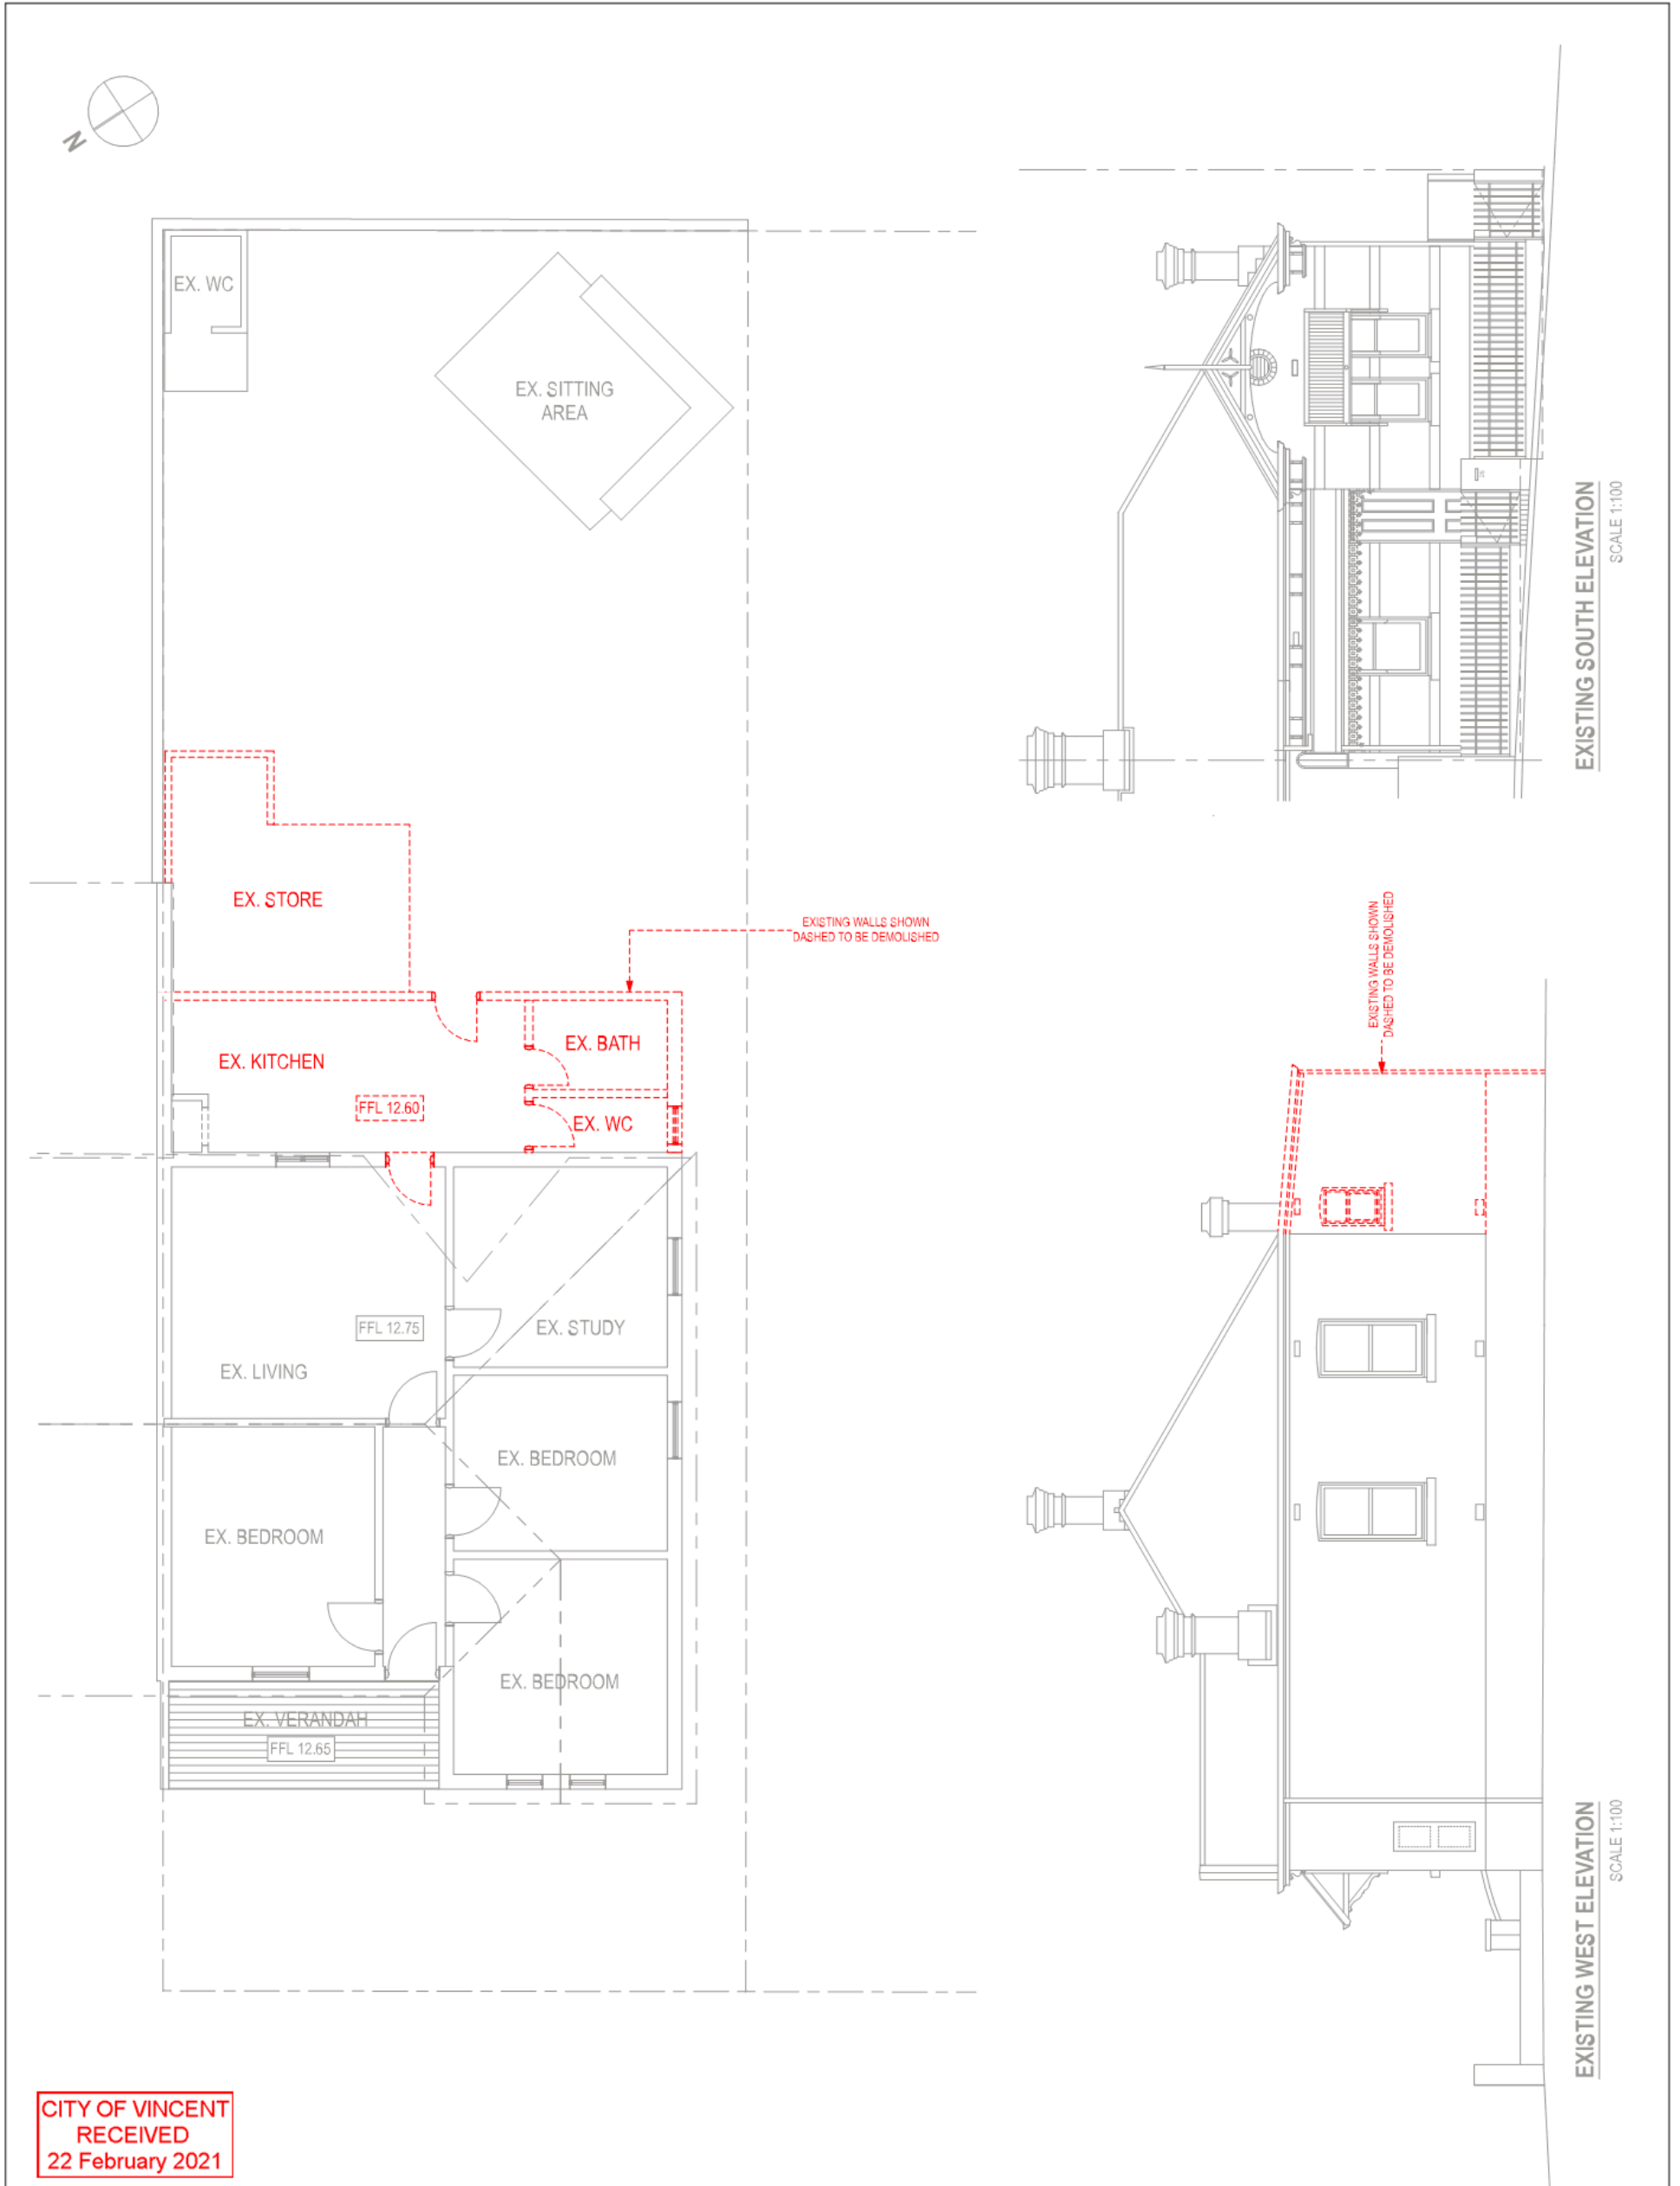 N
EX. WC
EX. SITTING
AREA
EX. STORE
EXISTING WALLS SHOWN
DASHED TO BE DEMOLISHED
EX. KITCHEN
EX. BATH
FFL 12.60
EX. WC
FFL 12.75
EX. STUDY
EX. LIVING
EX. BEDROOM
EX. BEDROOM
EX. BEDROOM
EX. VERANDAH
FFL 12.65
EXISTING SOUTH ELEVATION
SCALE 1:100
EXISTING WALLS SHOWN
DASHED TO BE DEMOLISHED
EXISTING WEST ELEVATION
SCALE 1:100
CITY OF VINCENT
RECEIVED
22 February 2021